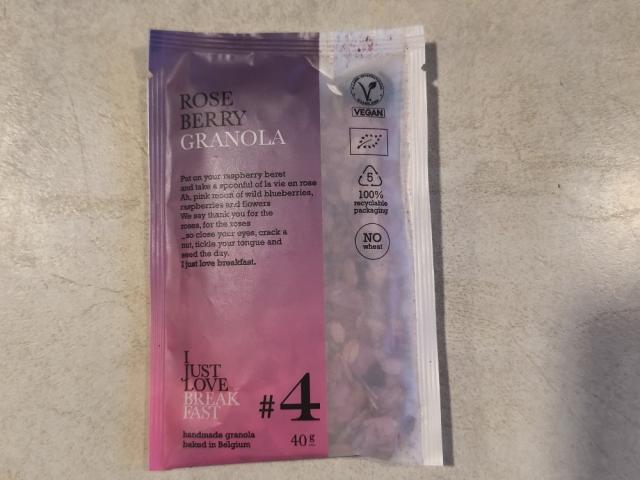 ROSE
BERRY
GRANOLA
Put on your raspberry beret
and take a spoonful of la vie en rose
Ah, pink moon of wild blueberries,
raspberries and flowers
We say thank you for the
roses, for the roses
..so close your eyes, crack a
nut, tickle your tongue and
seed the day.
I just love breakfast.
I
JUST
LOVE
BREAK
FAST
#4
handmade granola
baked in Belgium
40 g
V
VEGAN
5
100%
recyclable
packaging
NO
wheat